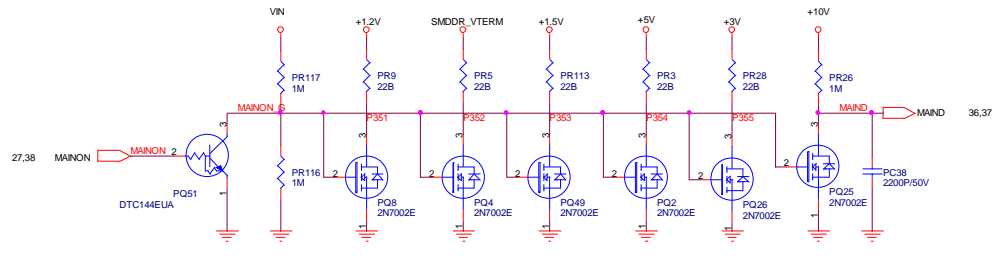 VIN
+1.2V
SMDDR_VTERM
+1.5V
+5V
+3V
+10V
PR117
1M
PR9
22B
PR5
22B
PR113
22B
PR3
22B
PR28
22B
PR26
1M
MAINON_G
P351
P352
P353
P354
P355
MAIND
MAIND
36,37
3
3
3
3
3
3
3
27,38
MAINON
2
2
2
2
2
2
2
PR116
1M
PC38
2200P/50V
PQ51
DTC144EUA
1
PQ8
2N7002E
1
PQ4
2N7002E
1
PQ49
2N7002E
1
PQ2
2N7002E
1
PQ26
2N7002E
1
PQ25
2N7002E
1